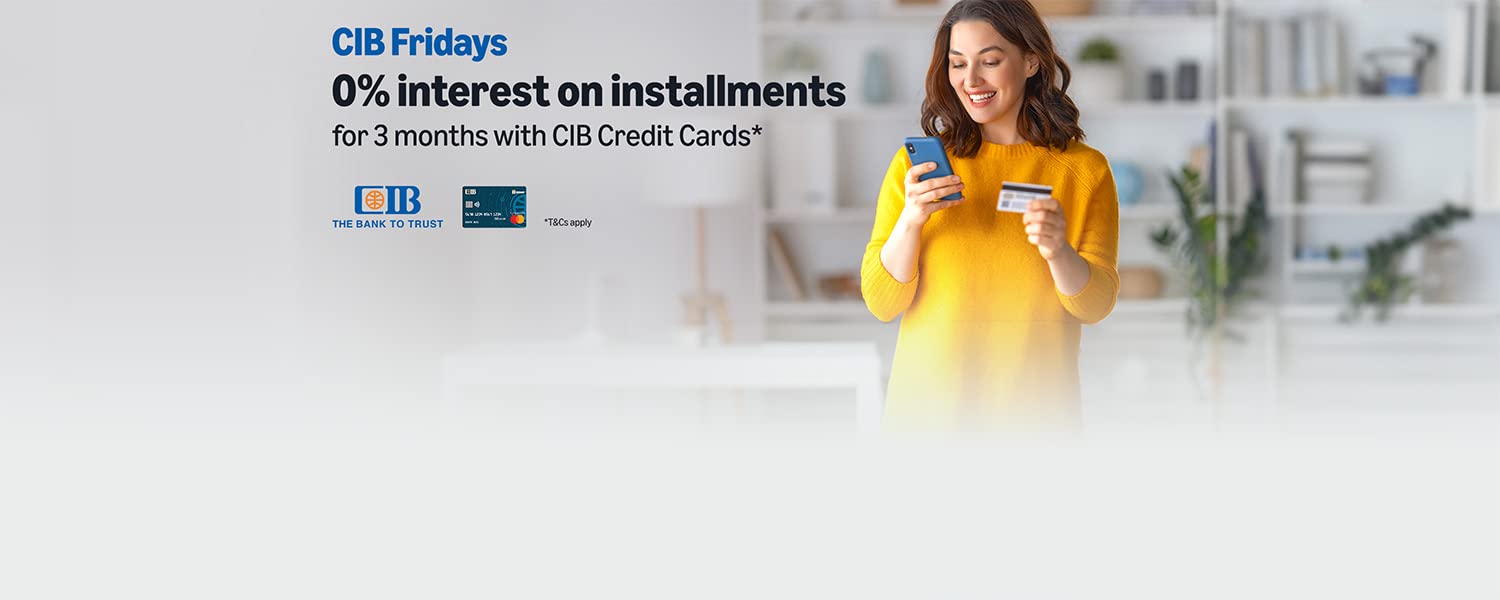 CIB Fridays
0% interest on installments
for 3 months with CIB Credit Cards*
CIB
THE BANK TO TRUST
CIB
*T&Cs apply